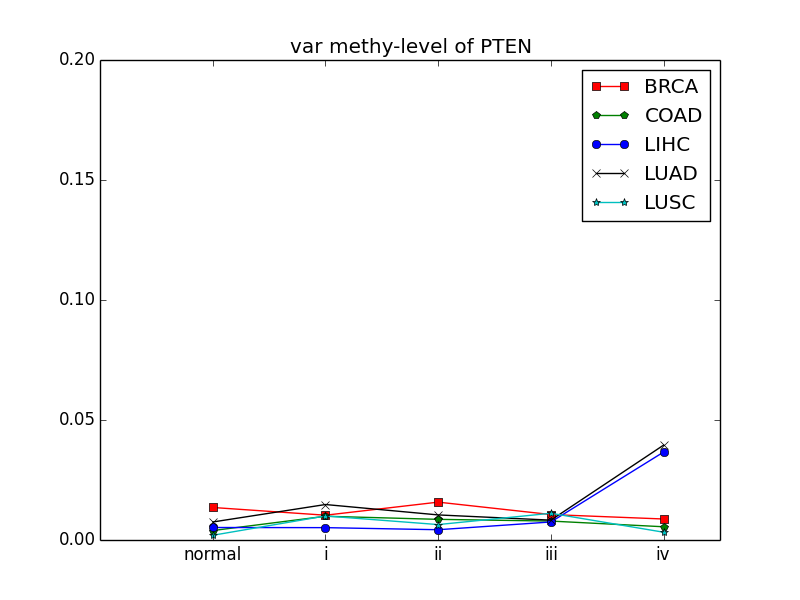 var methy-level of PTEN
0.20
0.15
0.10
0.05
0.00
BRCA
COAD
LIHC
LUAD
LUSC
normal i ii iii iv